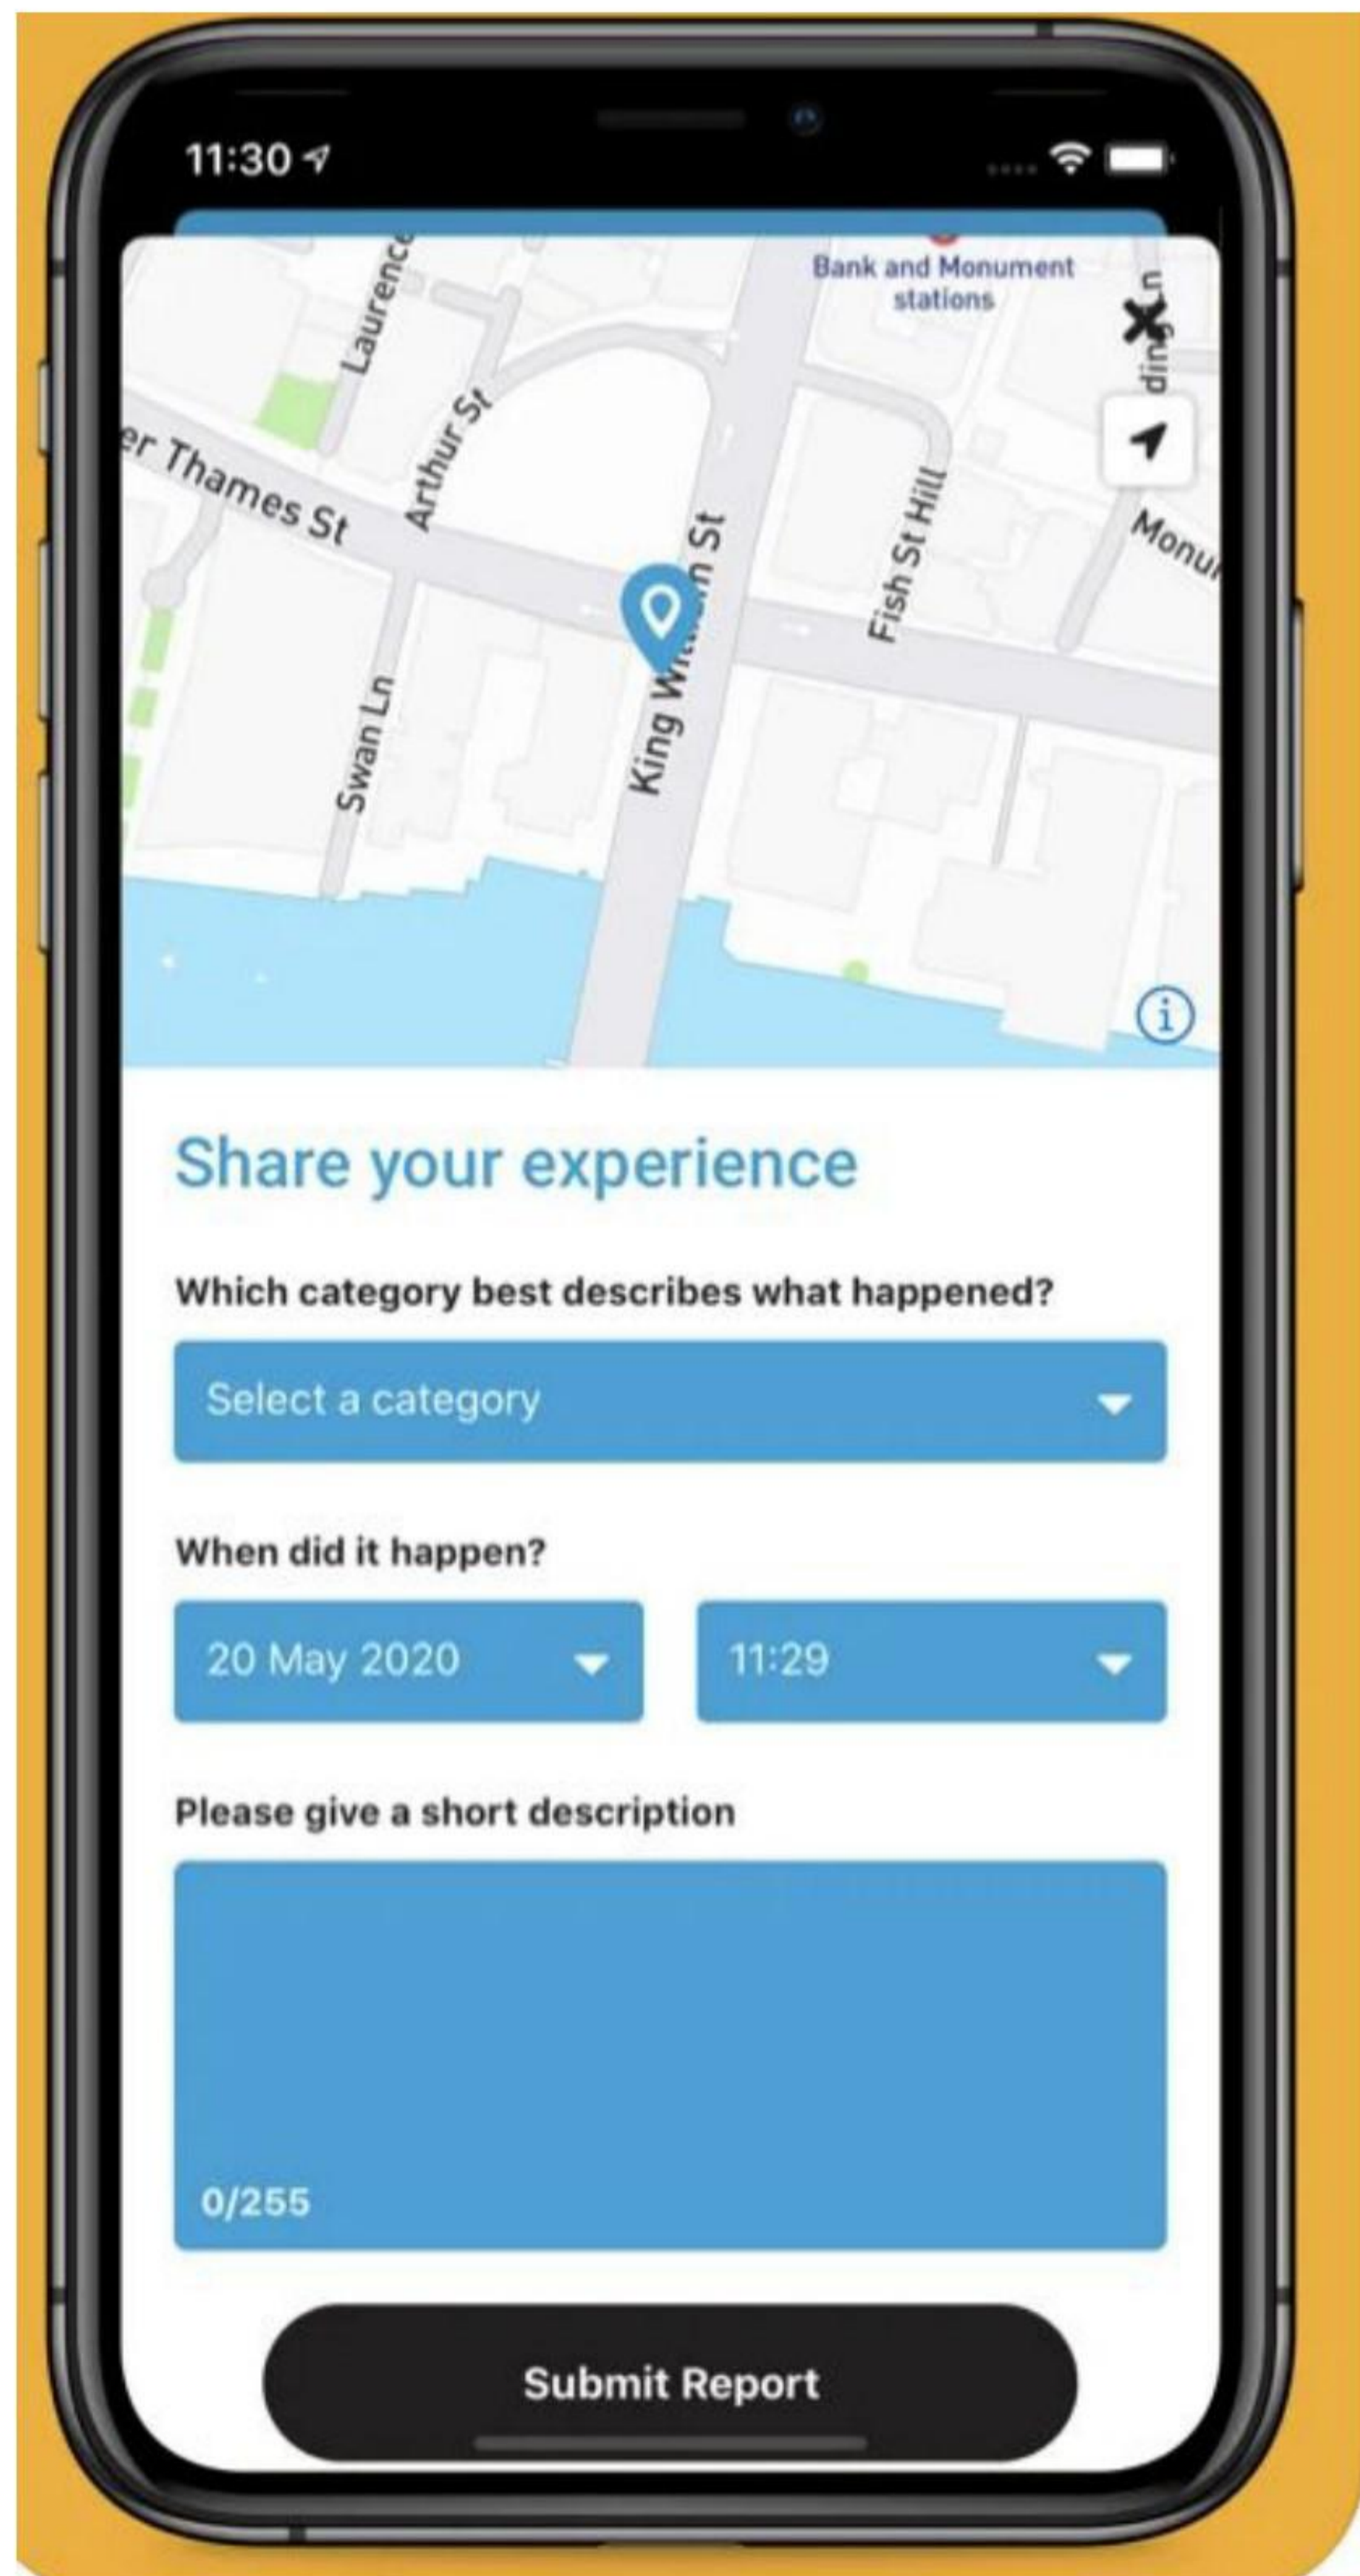 11:30
Bank and Monument
stations
Laurence
Arthur St
er Thames St
King William St
Fish St Hill
Swan Ln
Share your experience
Which category best describes what happened?
Select a category
When did it happen?
20 May 2020
11:29
Please give a short description
0/255
Submit Report